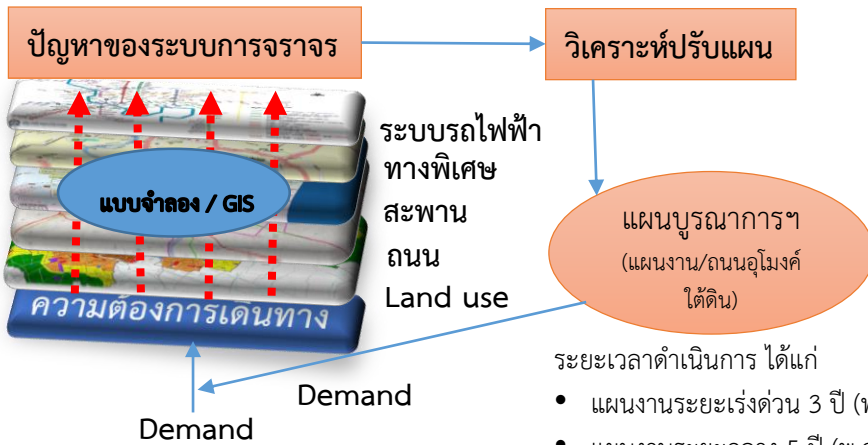 ปัญหาของระบบการจราจร
วิเคราะห์ปรับแผน
ระบบรถไฟฟ้า
ทางพิเศษ
แบบจำลอง / GIS
สะพาน
ถนน
Land use
ความต้องการเดินทาง
แผนบูรณาการฯ
(แผนงาน/ถนนอุโมงค์
ใต้ดิน)
Demand
Demand
ระยะเวลาดำเนินการ ได้แก่
• แผนงานระยะเร่งด่วน 3 ปี